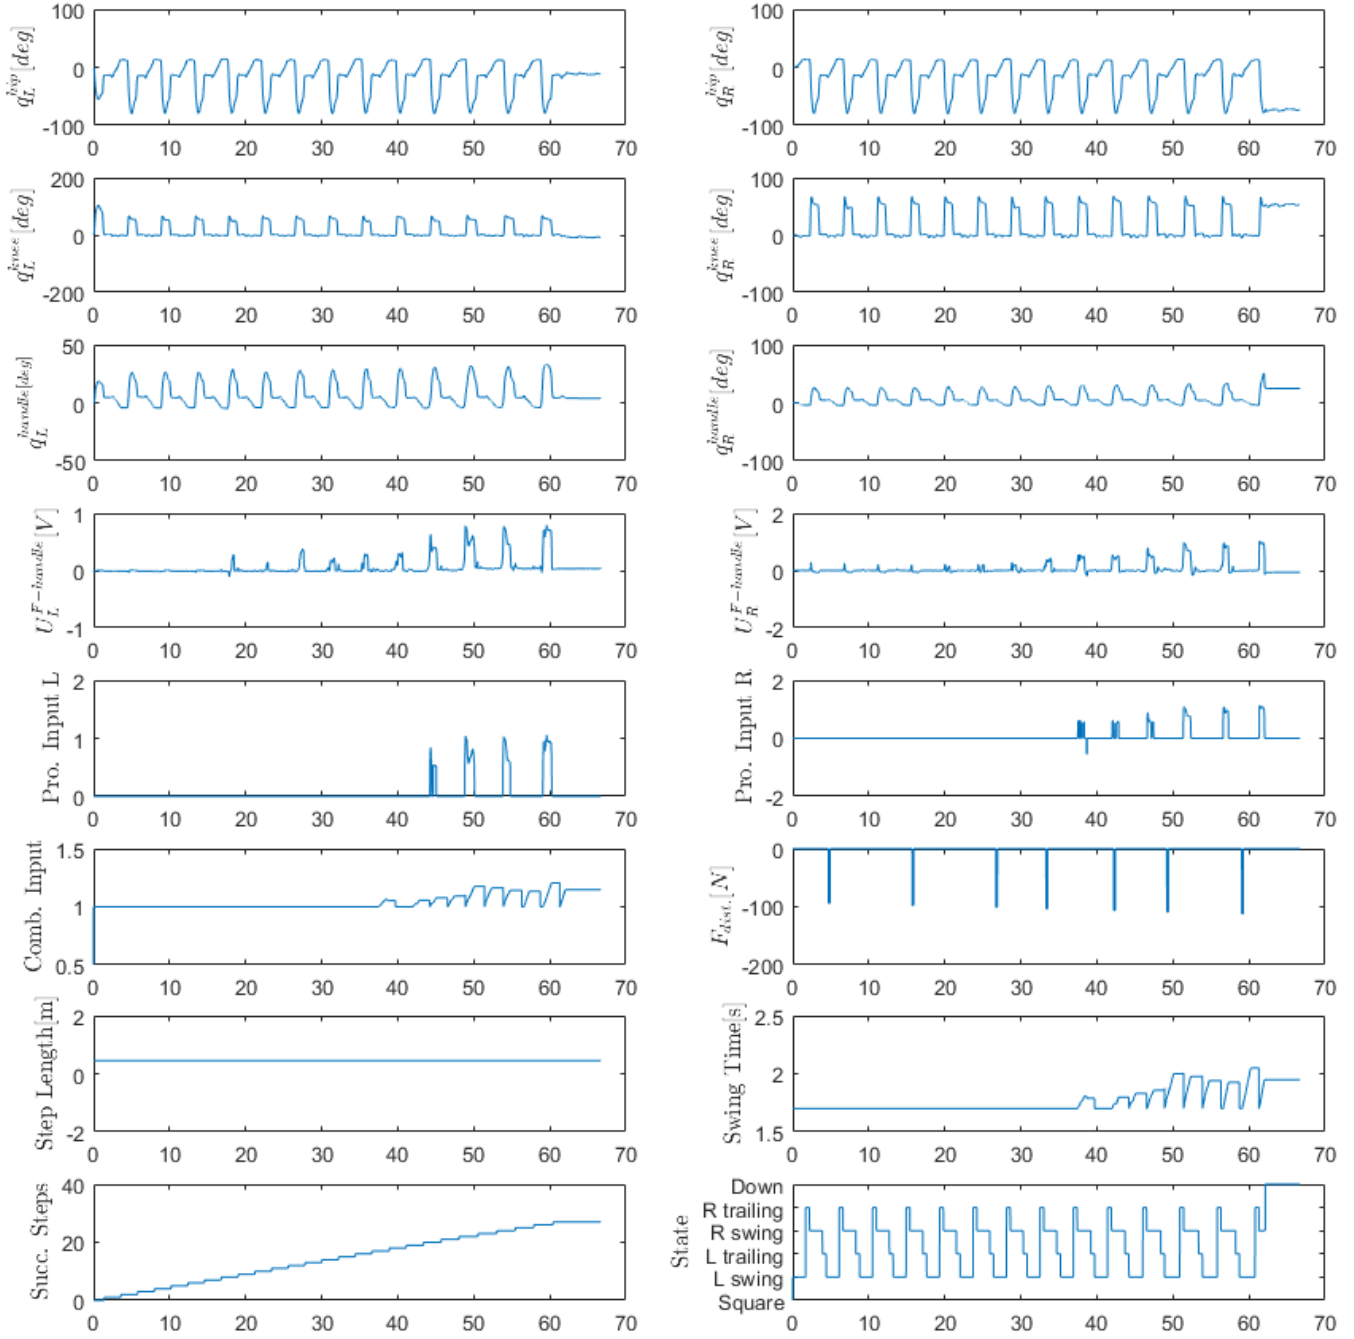 q_L^{hip}[deg]
100
0
-100
0 10 20 30 40 50 60 70
q_R^{hip}[deg]
100
0
-100
0 10 20 30 40 50 60 70
q_L^{knee}[deg]
200
0
-200
0 10 20 30 40 50 60 70
q_R^{knee}[deg]
100
0
-100
0 10 20 30 40 50 60 70
q_L^{handle}[deg]
50
0
-50
0 10 20 30 40 50 60 70
q_R^{handle}[deg]
100
0
-100
0 10 20 30 40 50 60 70
U_L^{F-handle}[V]
1
0
-1
0 10 20 30 40 50 60 70
U_R^{F-handle}[V]
2
0
-2
0 10 20 30 40 50 60 70
Pro. Input L
2
1
0
0 10 20 30 40 50 60 70
Pro. Input R
2
0
-2
0 10 20 30 40 50 60 70
Comb. Input
1.5
1
0.5
0 10 20 30 40 50 60 70
F_{dist.}[N]
0
-100
-200
0 10 20 30 40 50 60 70
Step Length[m]
2
0
-2
0 10 20 30 40 50 60 70
Swing Time[s]
2.5
2
1.5
0 10 20 30 40 50 60 70
Succ. Steps
40
20
0
0 10 20 30 40 50 60 70
State
Down
R trailing
R swing
L trailing
L swing
Square
0 10 20 30 40 50 60 70